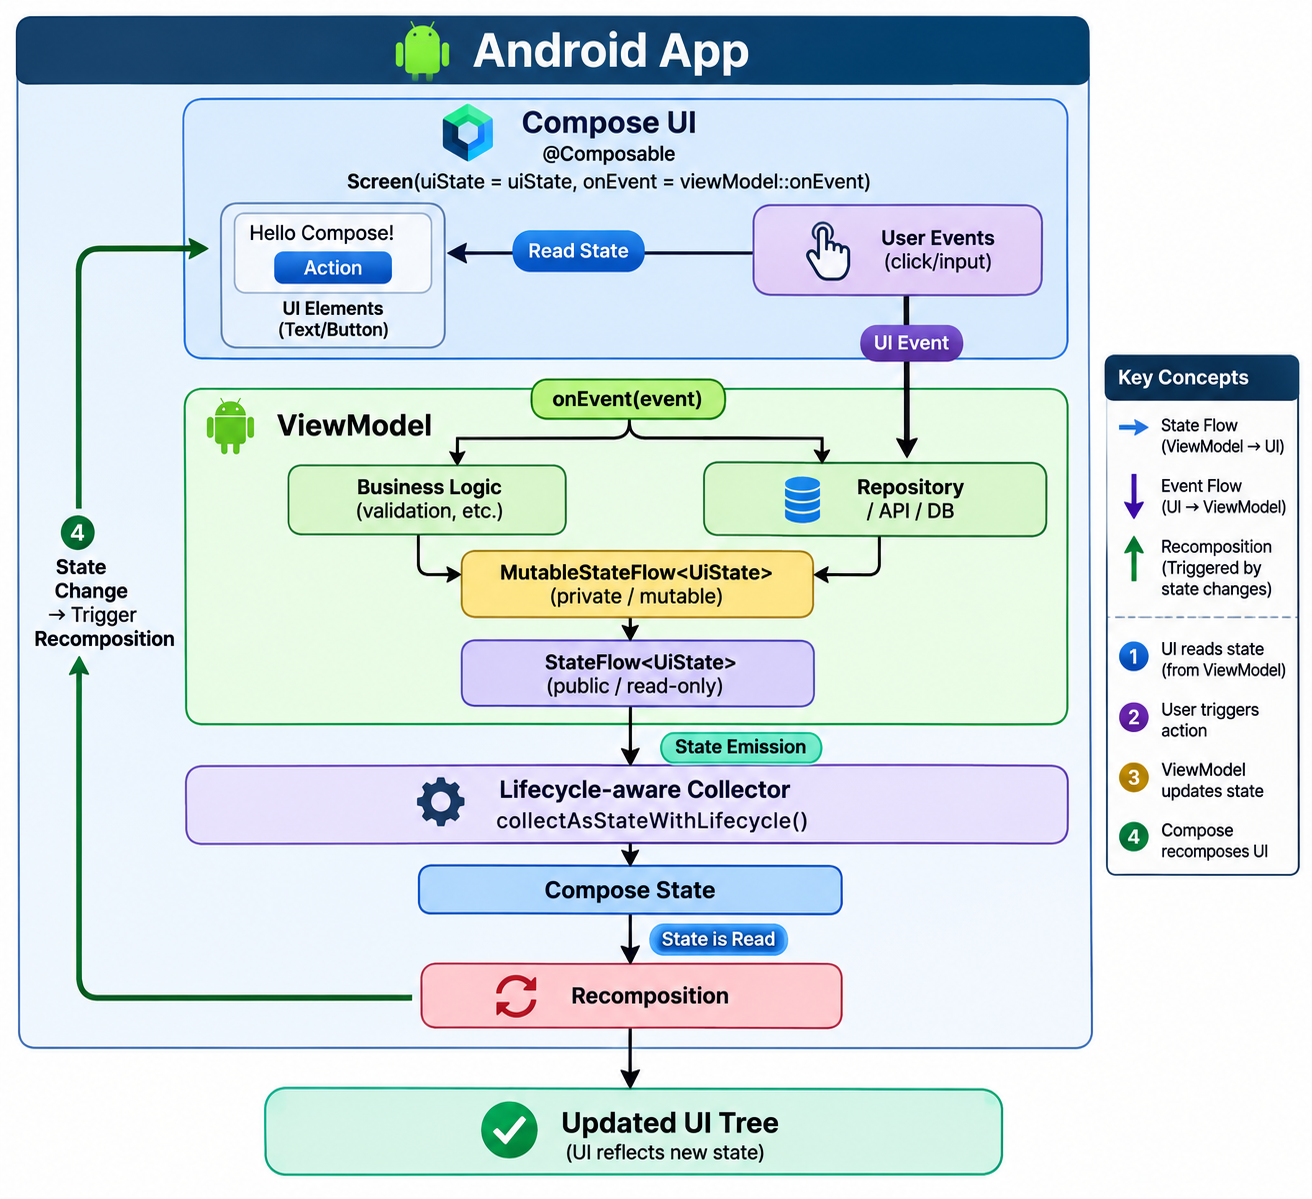 Android App
Compose UI
@Composable
Screen(uiState = uiState, onEvent = viewModel::onEvent)
Hello Compose!
Action
UI Elements
(Text/Button)
Read State
User Events
(click/input)
UI Event
onEvent(event)
ViewModel
Business Logic
(validation, etc.)
Repository
/ API / DB
MutableStateFlow<UiState>
(private / mutable)
StateFlow<UiState>
(public / read-only)
State Emission
Lifecycle-aware Collector
collectAsStateWithLifecycle()
Compose State
State is Read
Recomposition
4
State
Change
→ Trigger
Recomposition
Updated UI Tree
(UI reflects new state)
Key Concepts
State Flow
(ViewModel → UI)
Event Flow
(UI → ViewModel)
Recomposition
(Triggered by
state changes)
1 UI reads state
(from ViewModel)
2 User triggers
action
3 ViewModel
updates state
4 Compose
recomposes UI